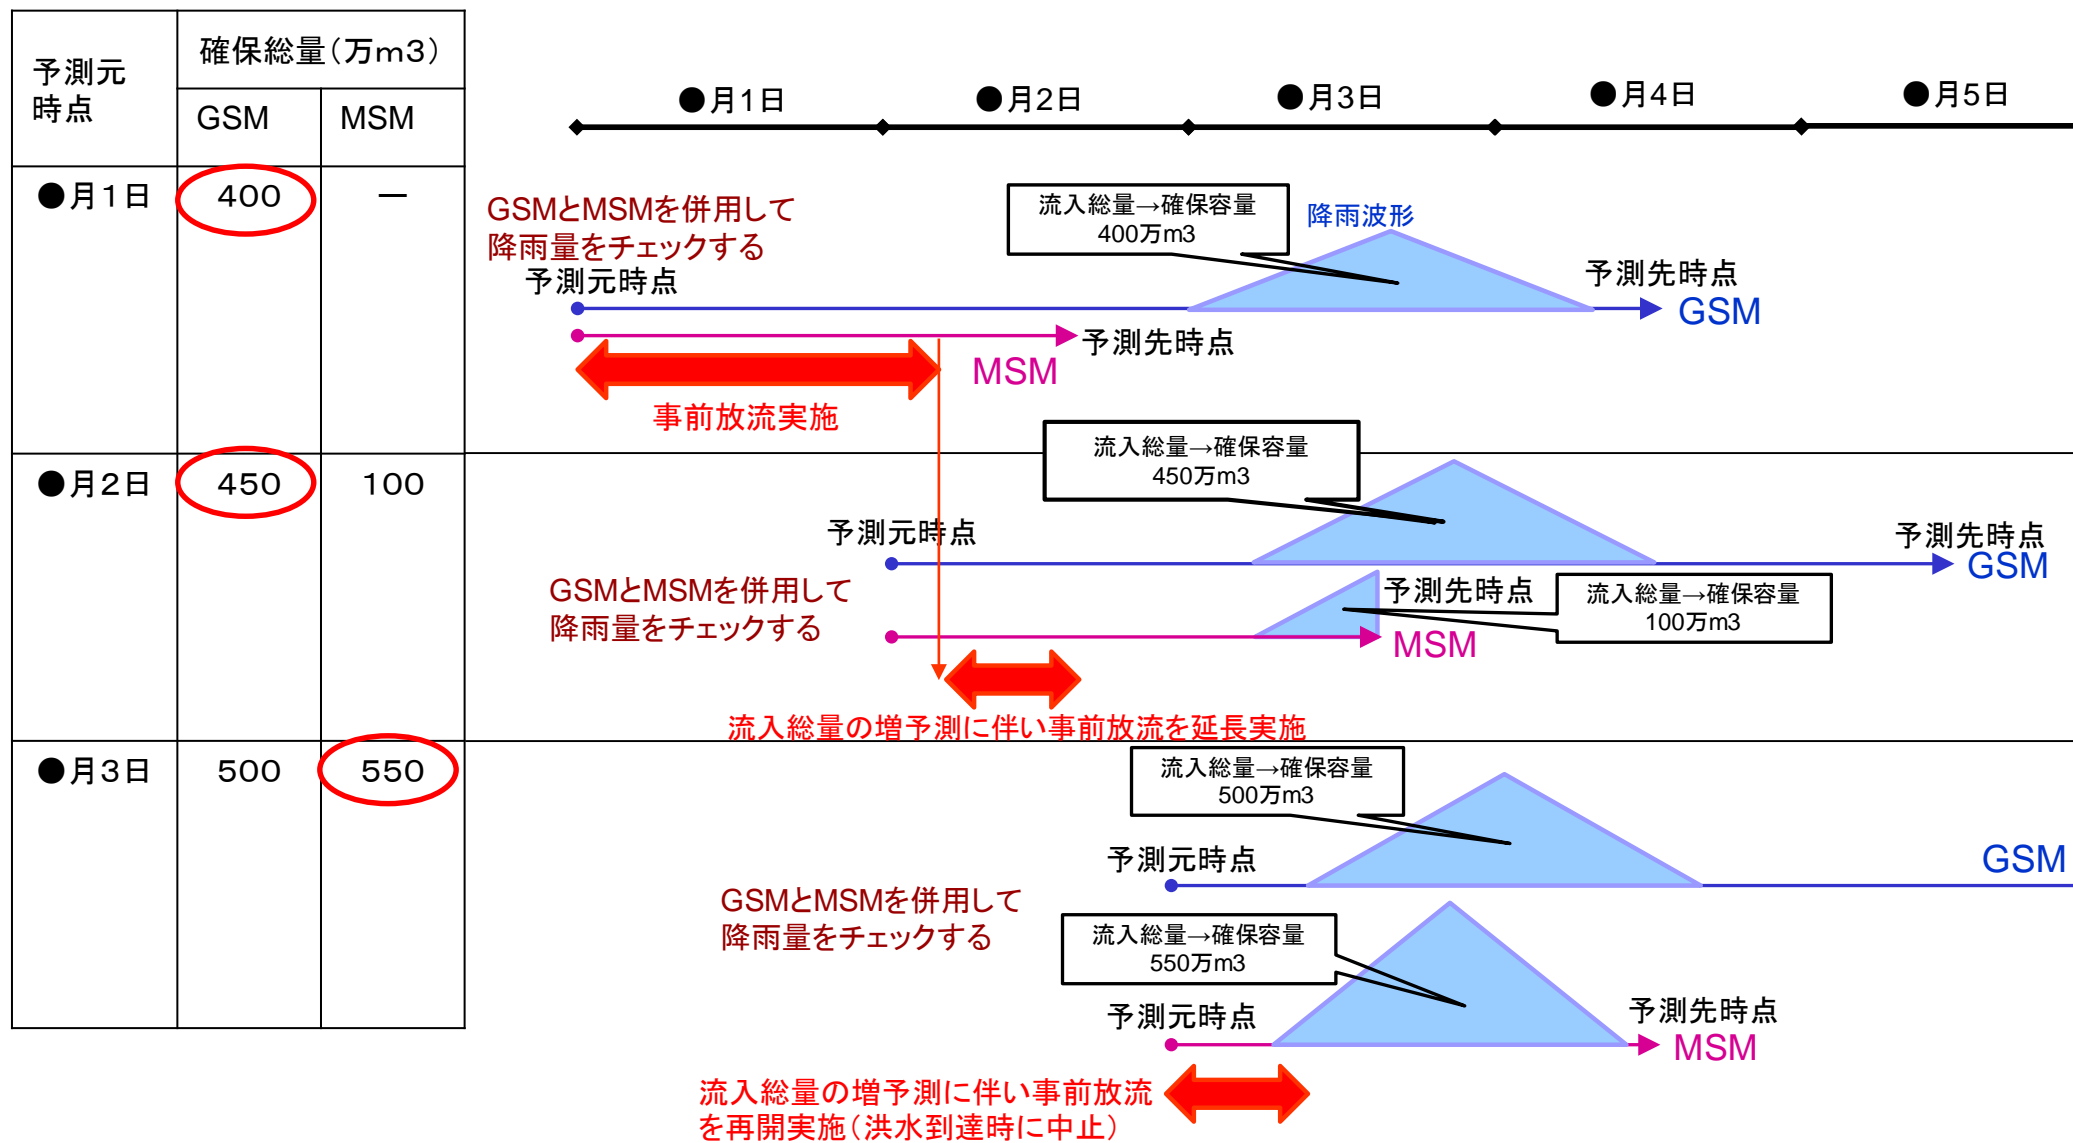 予測元
時点
確保総量(万m3)
GSM
MSM
●月1日
●月2日
●月3日
●月4日
●月5日
●月1日
400
―
GSMとMSMを併用して
降雨量をチェックする
流入総量→確保容量
400万m3
降雨波形
予測元時点
予測先時点
GSM
予測先時点
MSM
事前放流実施
●月2日
450
100
流入総量→確保容量
450万m3
予測元時点
予測先時点
GSM
GSMとMSMを併用して
降雨量をチェックする
予測先時点
MSM
流入総量→確保容量
100万m3
流入総量の増予測に伴い事前放流を延長実施
●月3日
500
550
流入総量→確保容量
500万m3
予測元時点
GSM
GSMとMSMを併用して
降雨量をチェックする
流入総量→確保容量
550万m3
予測元時点
予測先時点
MSM
流入総量の増予測に伴い事前放流
を再開実施(洪水到達時に中止)